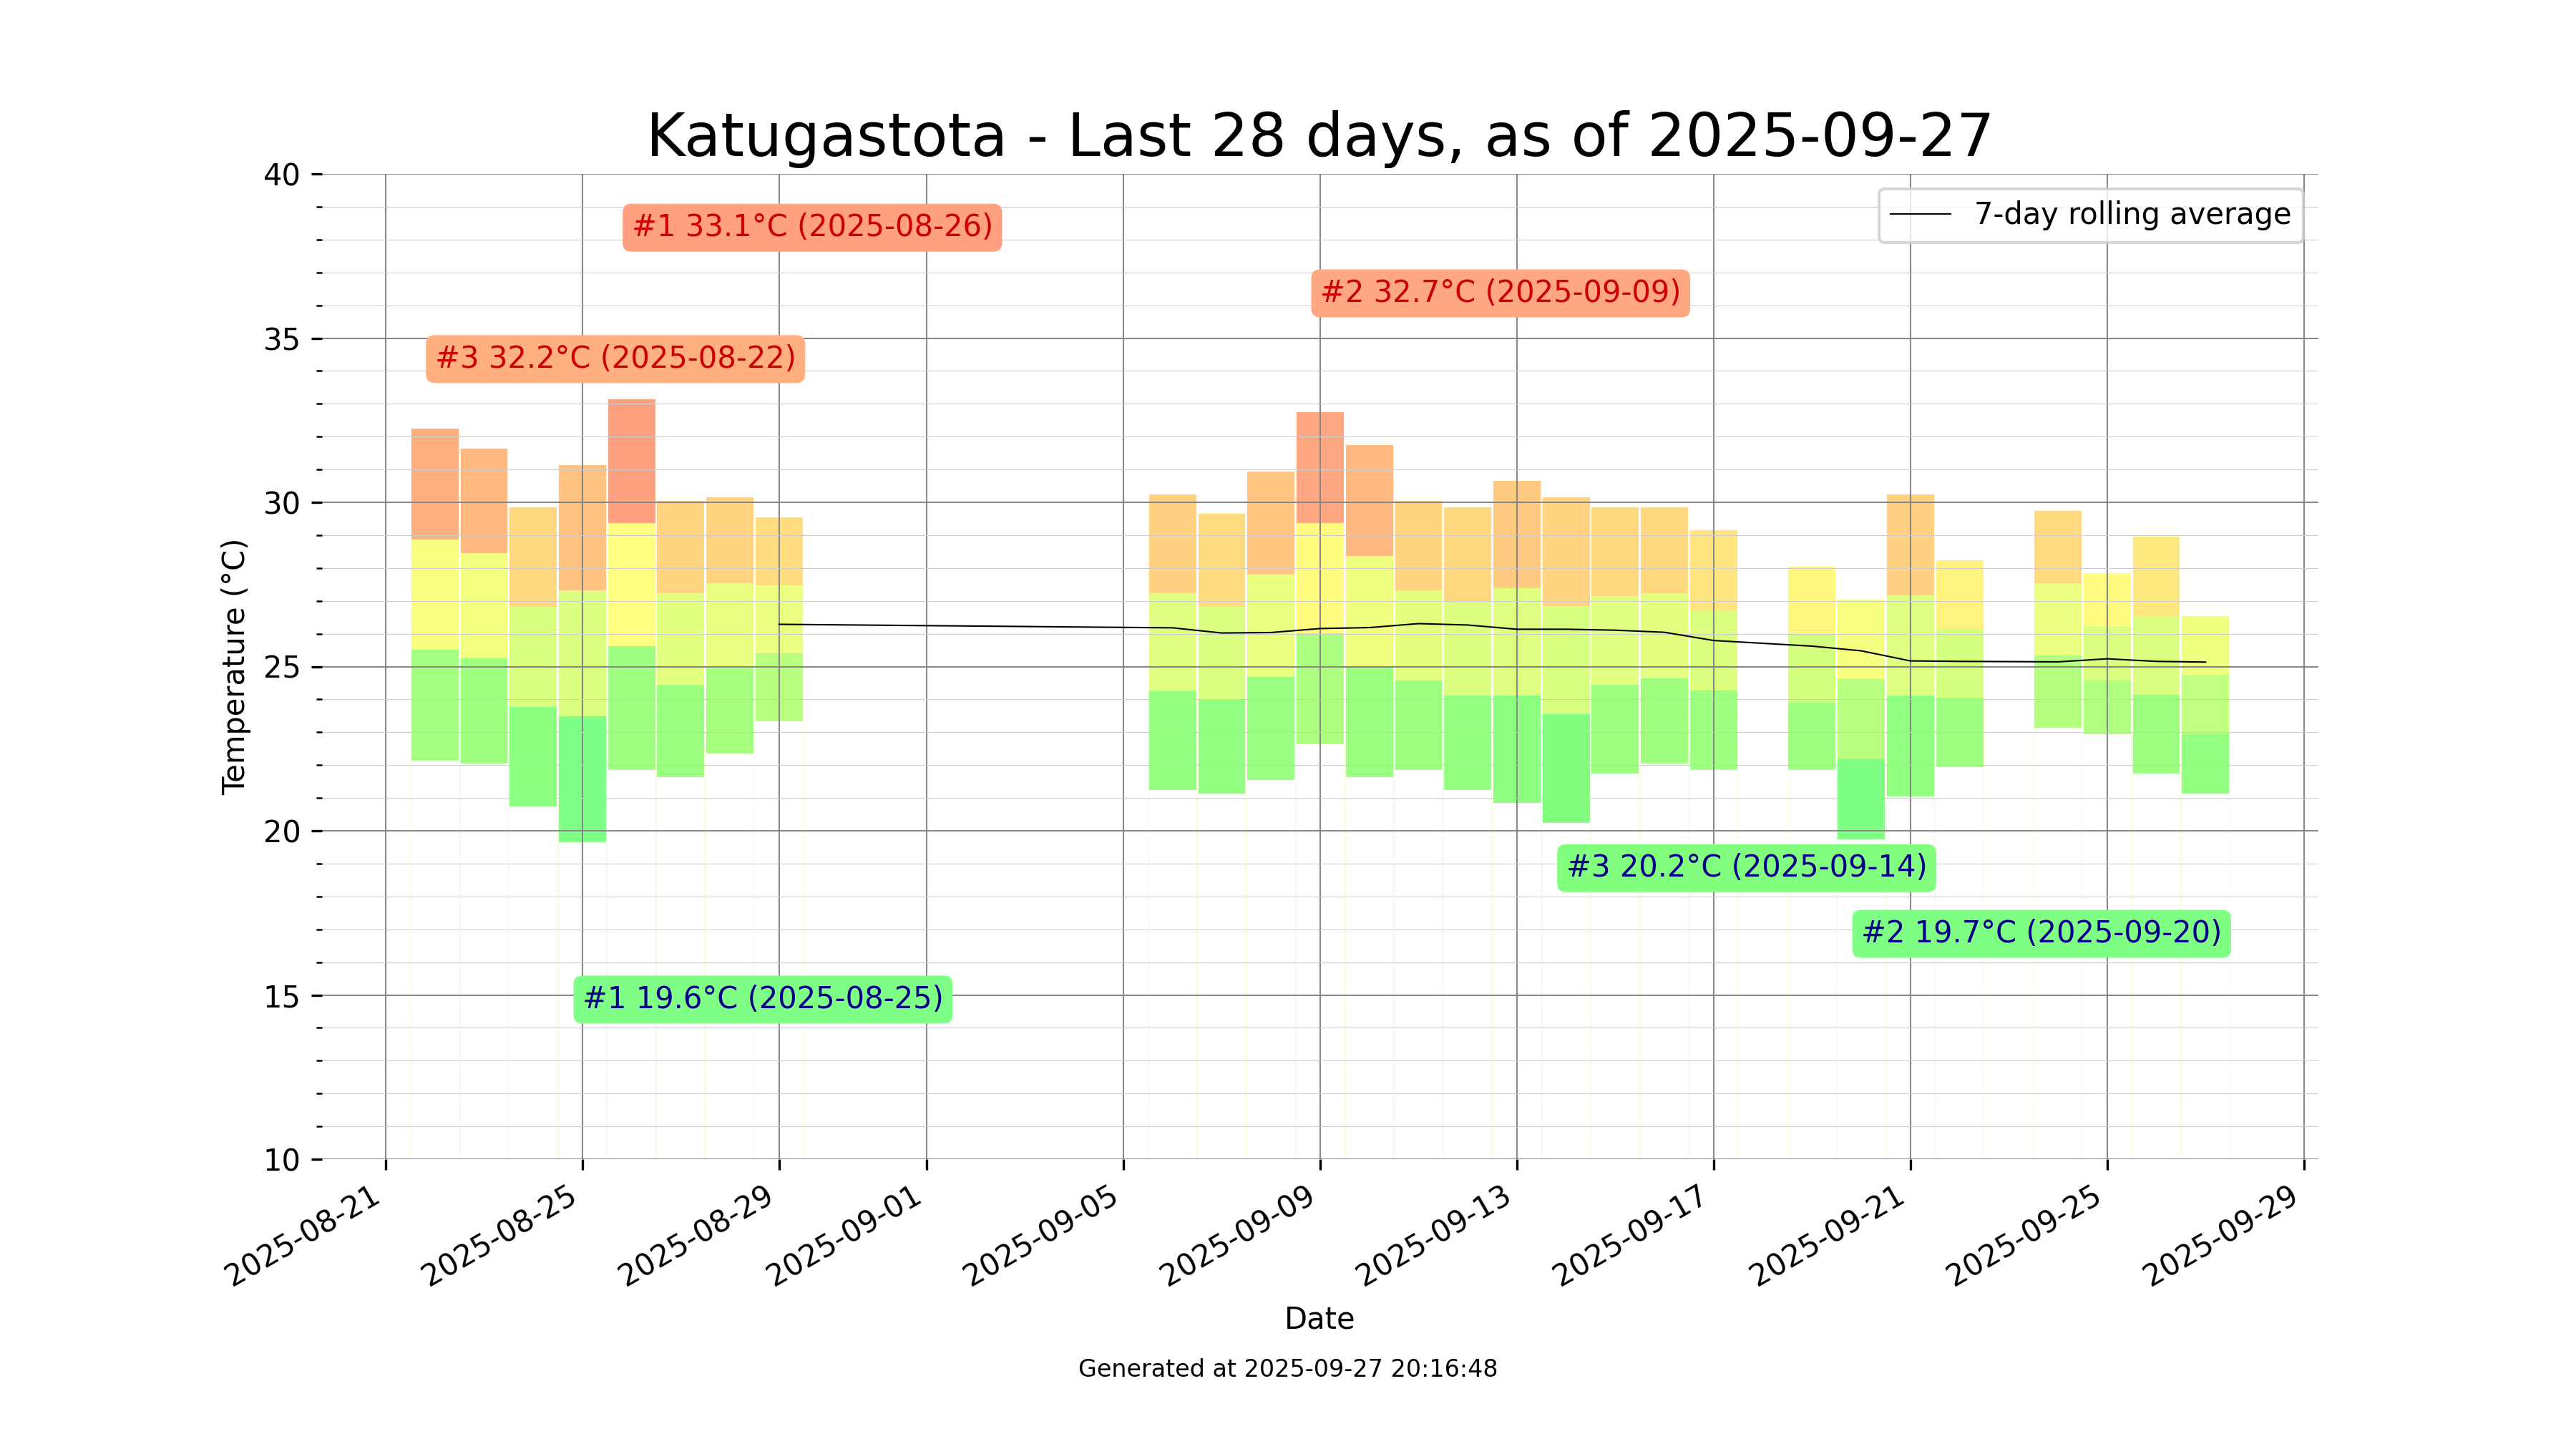 Katugastota - Last 28 days, as of 2025-09-27
7-day rolling average
#1 33.1°C (2025-08-26)
#2 32.7°C (2025-09-09)
#3 32.2°C (2025-08-22)
#3 20.2°C (2025-09-14)
#2 19.7°C (2025-09-20)
#1 19.6°C (2025-08-25)
Temperature (°C)
40
35
30
25
20
15
10
2025-08-21
2025-08-25
2025-08-29
2025-09-01
2025-09-05
2025-09-09
2025-09-13
2025-09-17
2025-09-21
2025-09-25
2025-09-29
Date
Generated at 2025-09-27 20:16:48